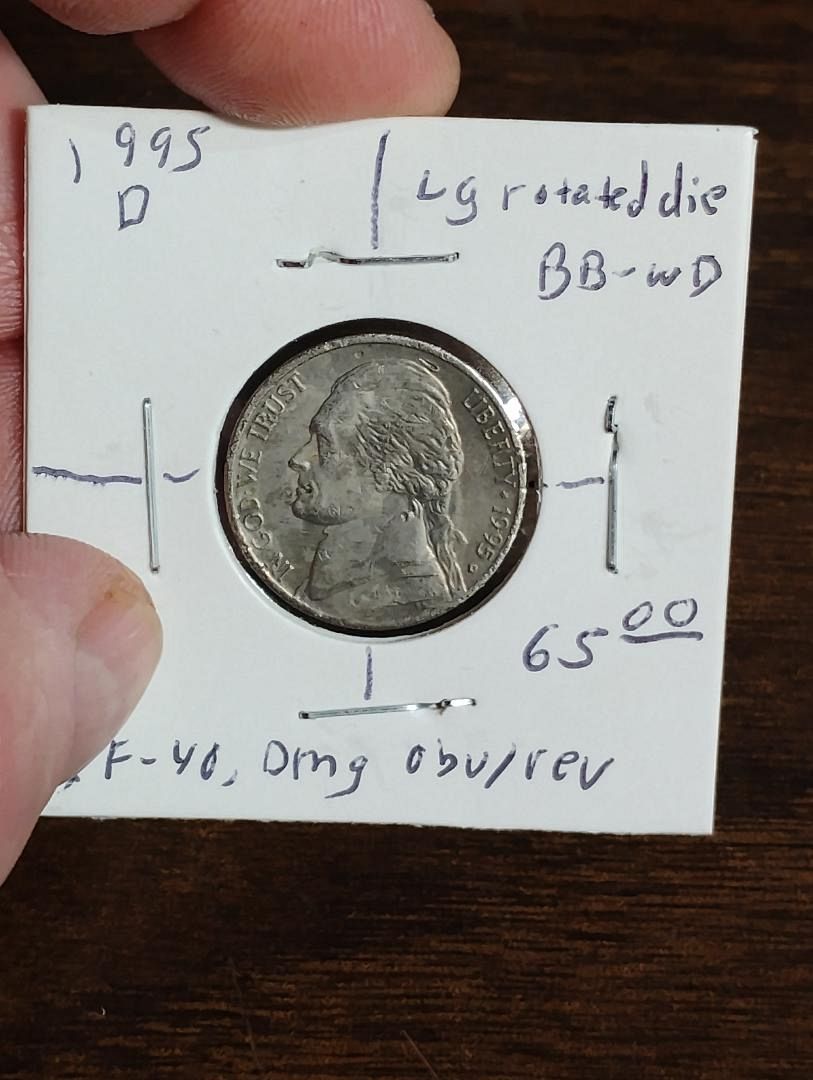 1995
D
Lg rotated die
BB-WD
IN GOD WE TRUST
LIBERTY • 1995
65 00
F-40, Dmg obv/rev